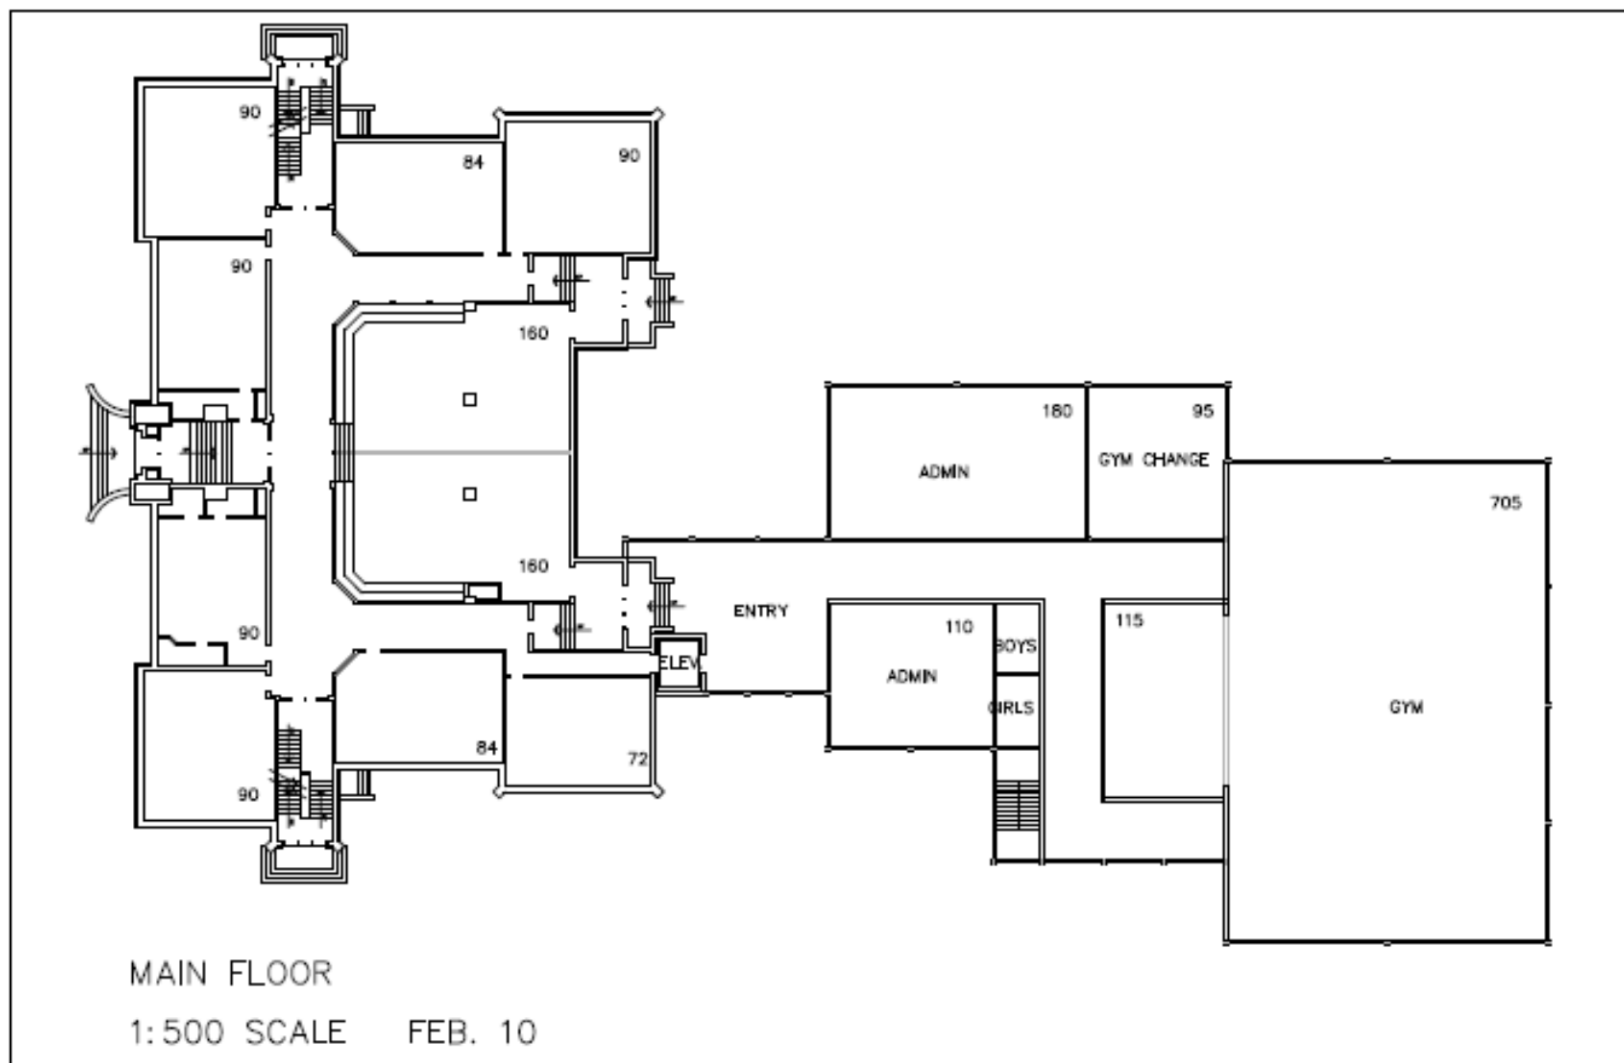 90
84
90
90
160
180
95
ADMIN
GYM CHANGE
705
160
ENTRY
110
BOYS
115
90
ELEV.
ADMIN
GIRLS
GYM
84
72
90
MAIN FLOOR
1:500 SCALE FEB. 10